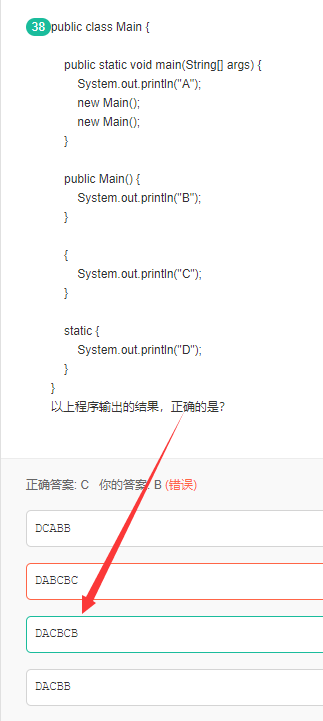 38 public class Main {
public static void main(String[] args) {
System.out.println("A");
new Main();
new Main();
}
public Main() {
System.out.println("B");
}
{
System.out.println("C");
}
static {
System.out.println("D");
}
}
以上程序输出的结果，正确的是？
正确答案: C 你的答案: B (错误)
DCABB
DABCBC
DACBCB
DACBB